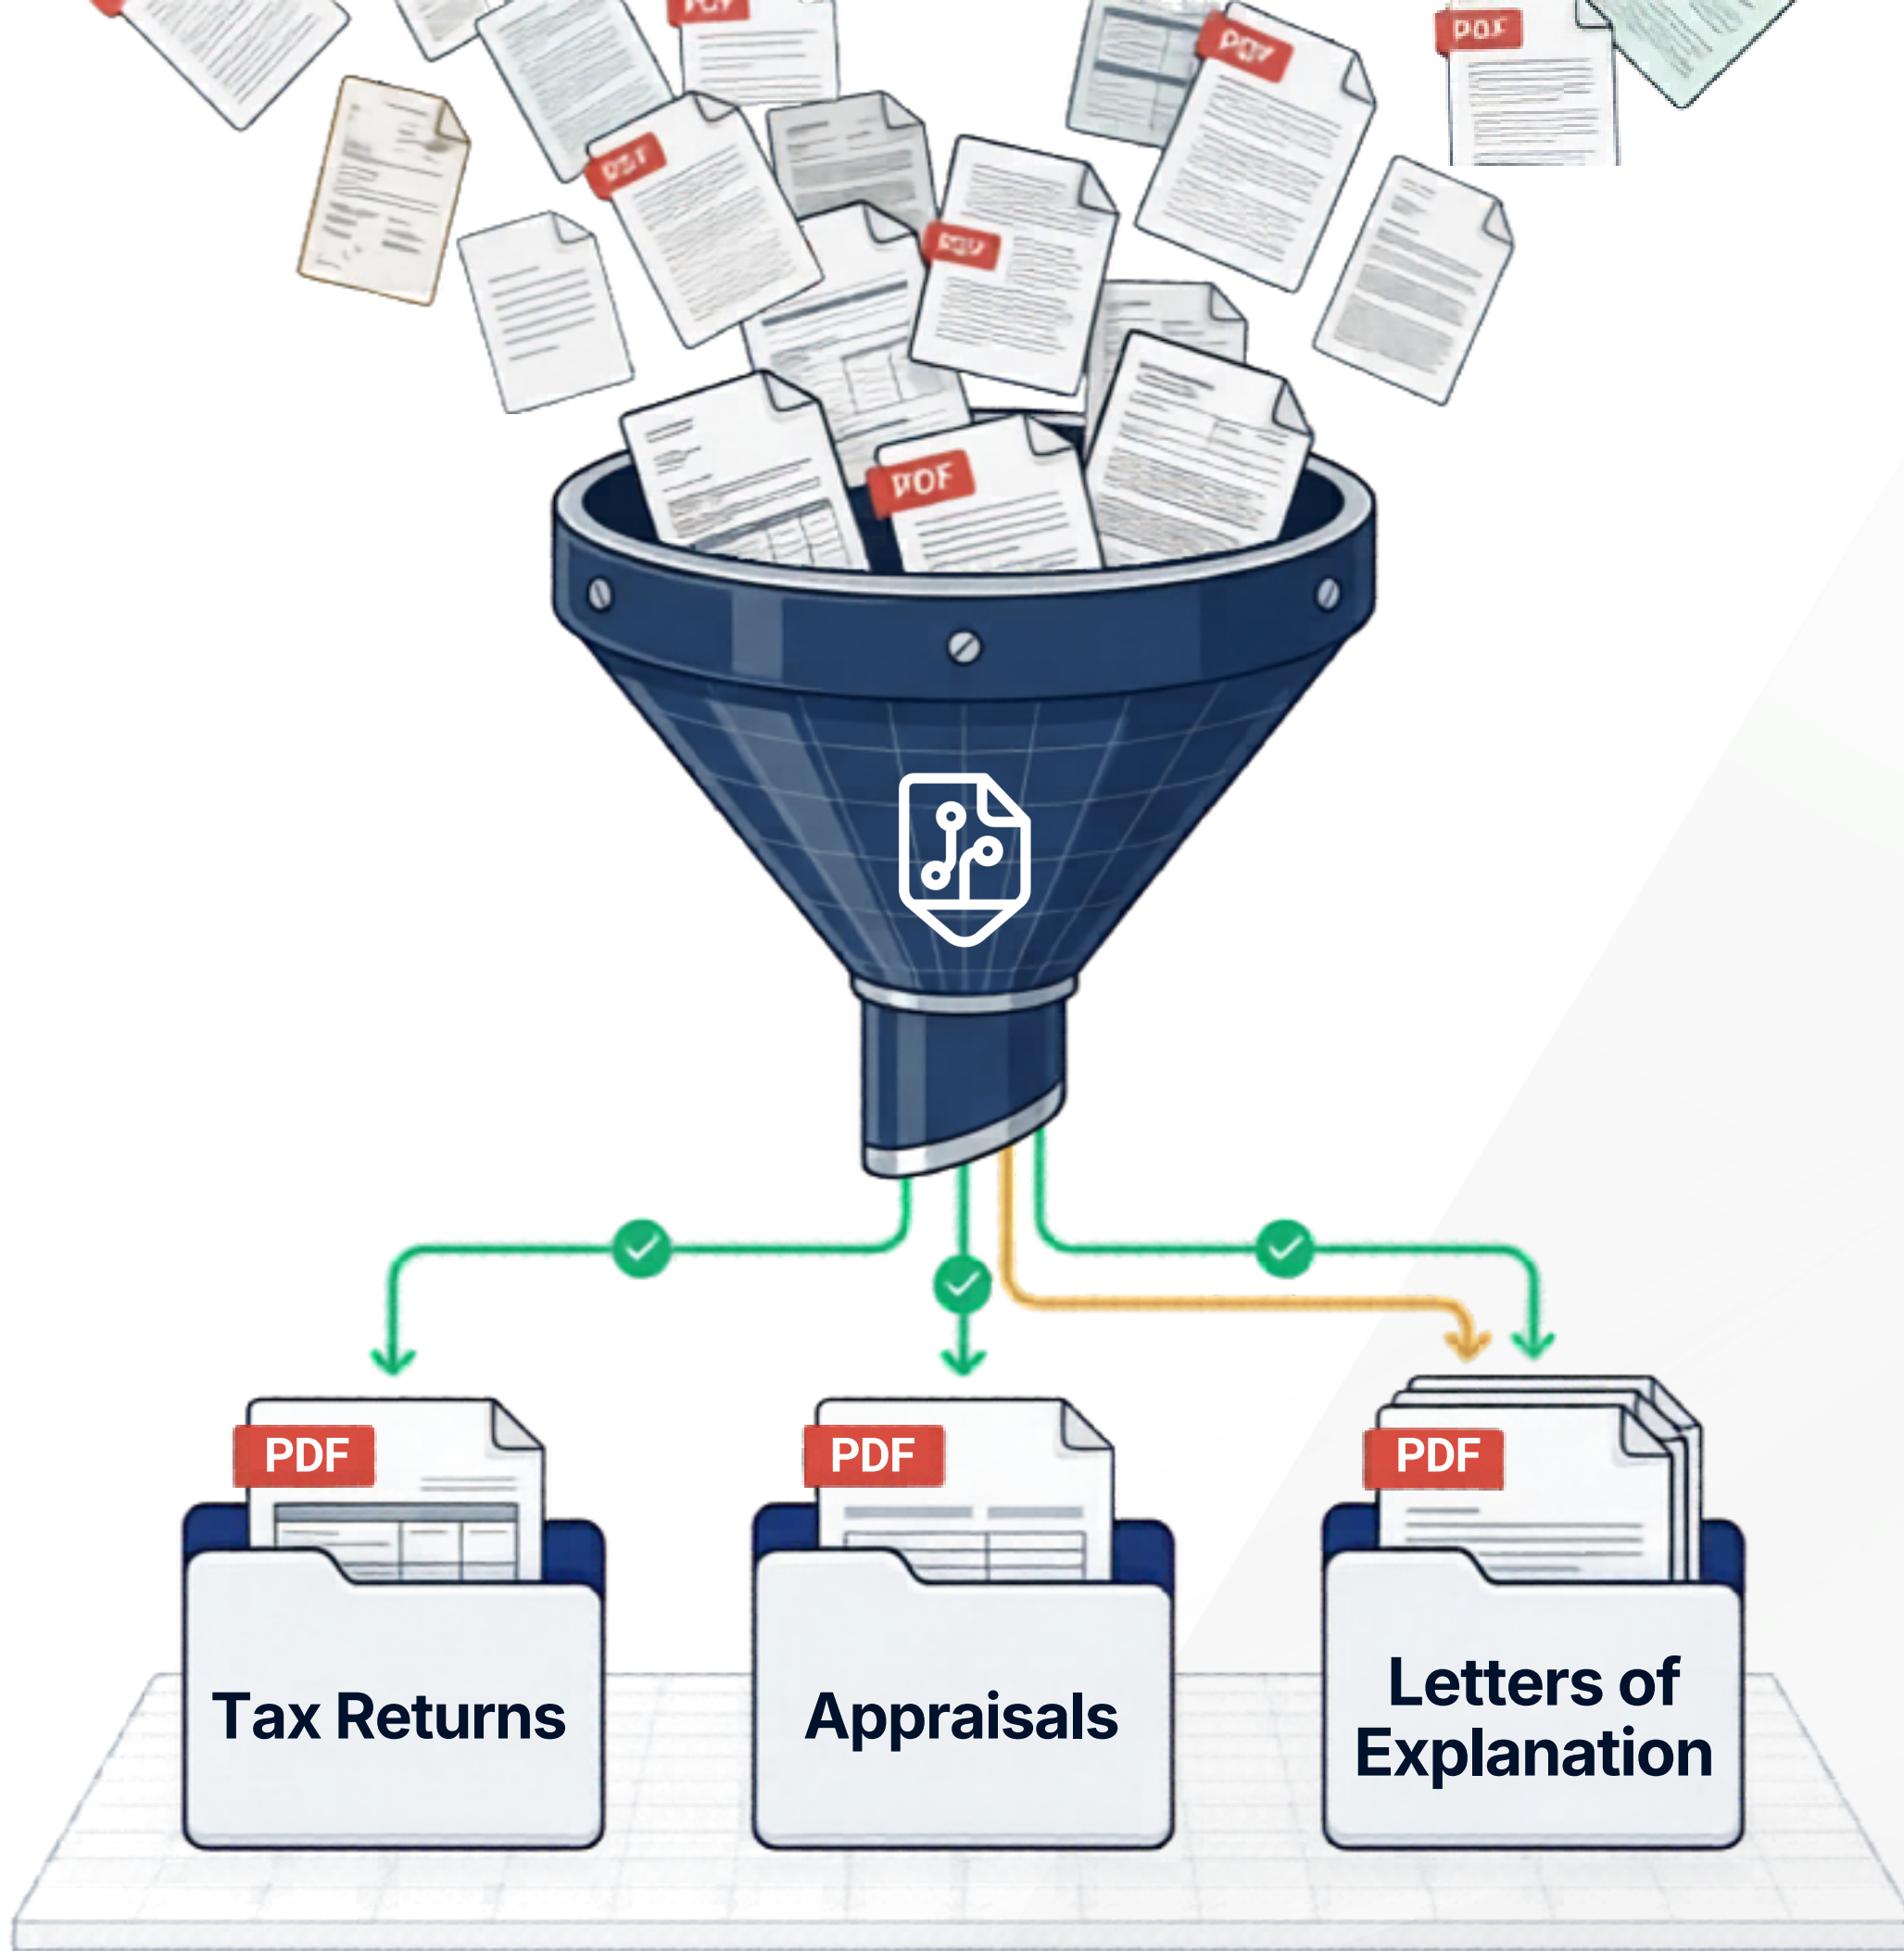 PDF
PDF
PDF
Tax Returns
Appraisals
Letters of
Explanation